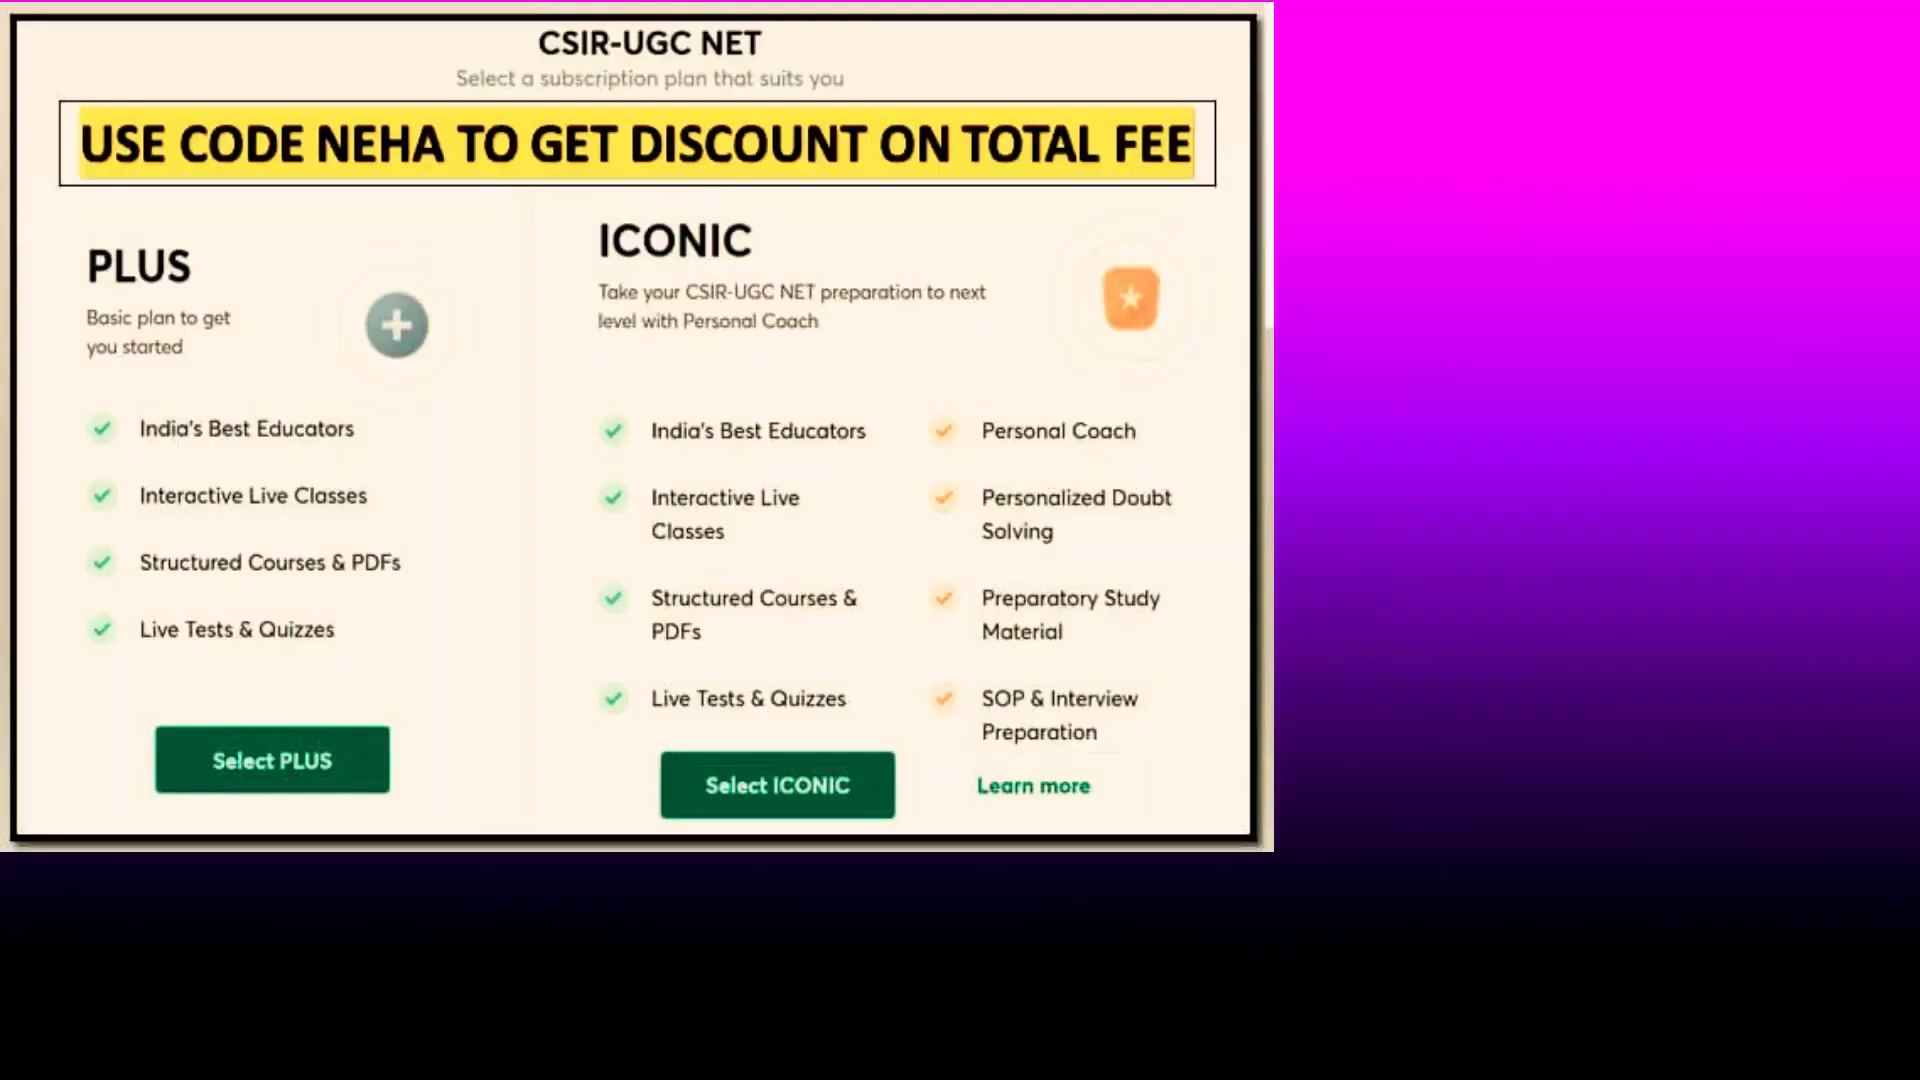 CSIR-UGC NET
Select a subscription plan that suits you
USE CODE NEHA TO GET DISCOUNT ON TOTAL FEE
PLUS
Basic plan to get
you started
India's Best Educators
Interactive Live Classes
Structured Courses & PDFs
Live Tests & Quizzes
Select PLUS
ICONIC
Take your CSIR-UGC NET preparation to next
level with Personal Coach
India's Best Educators
Interactive Live
Classes
Structured Courses &
PDFs
Live Tests & Quizzes
Personal Coach
Personalized Doubt
Solving
Preparatory Study
Material
SOP & Interview
Preparation
Select ICONIC
Learn more